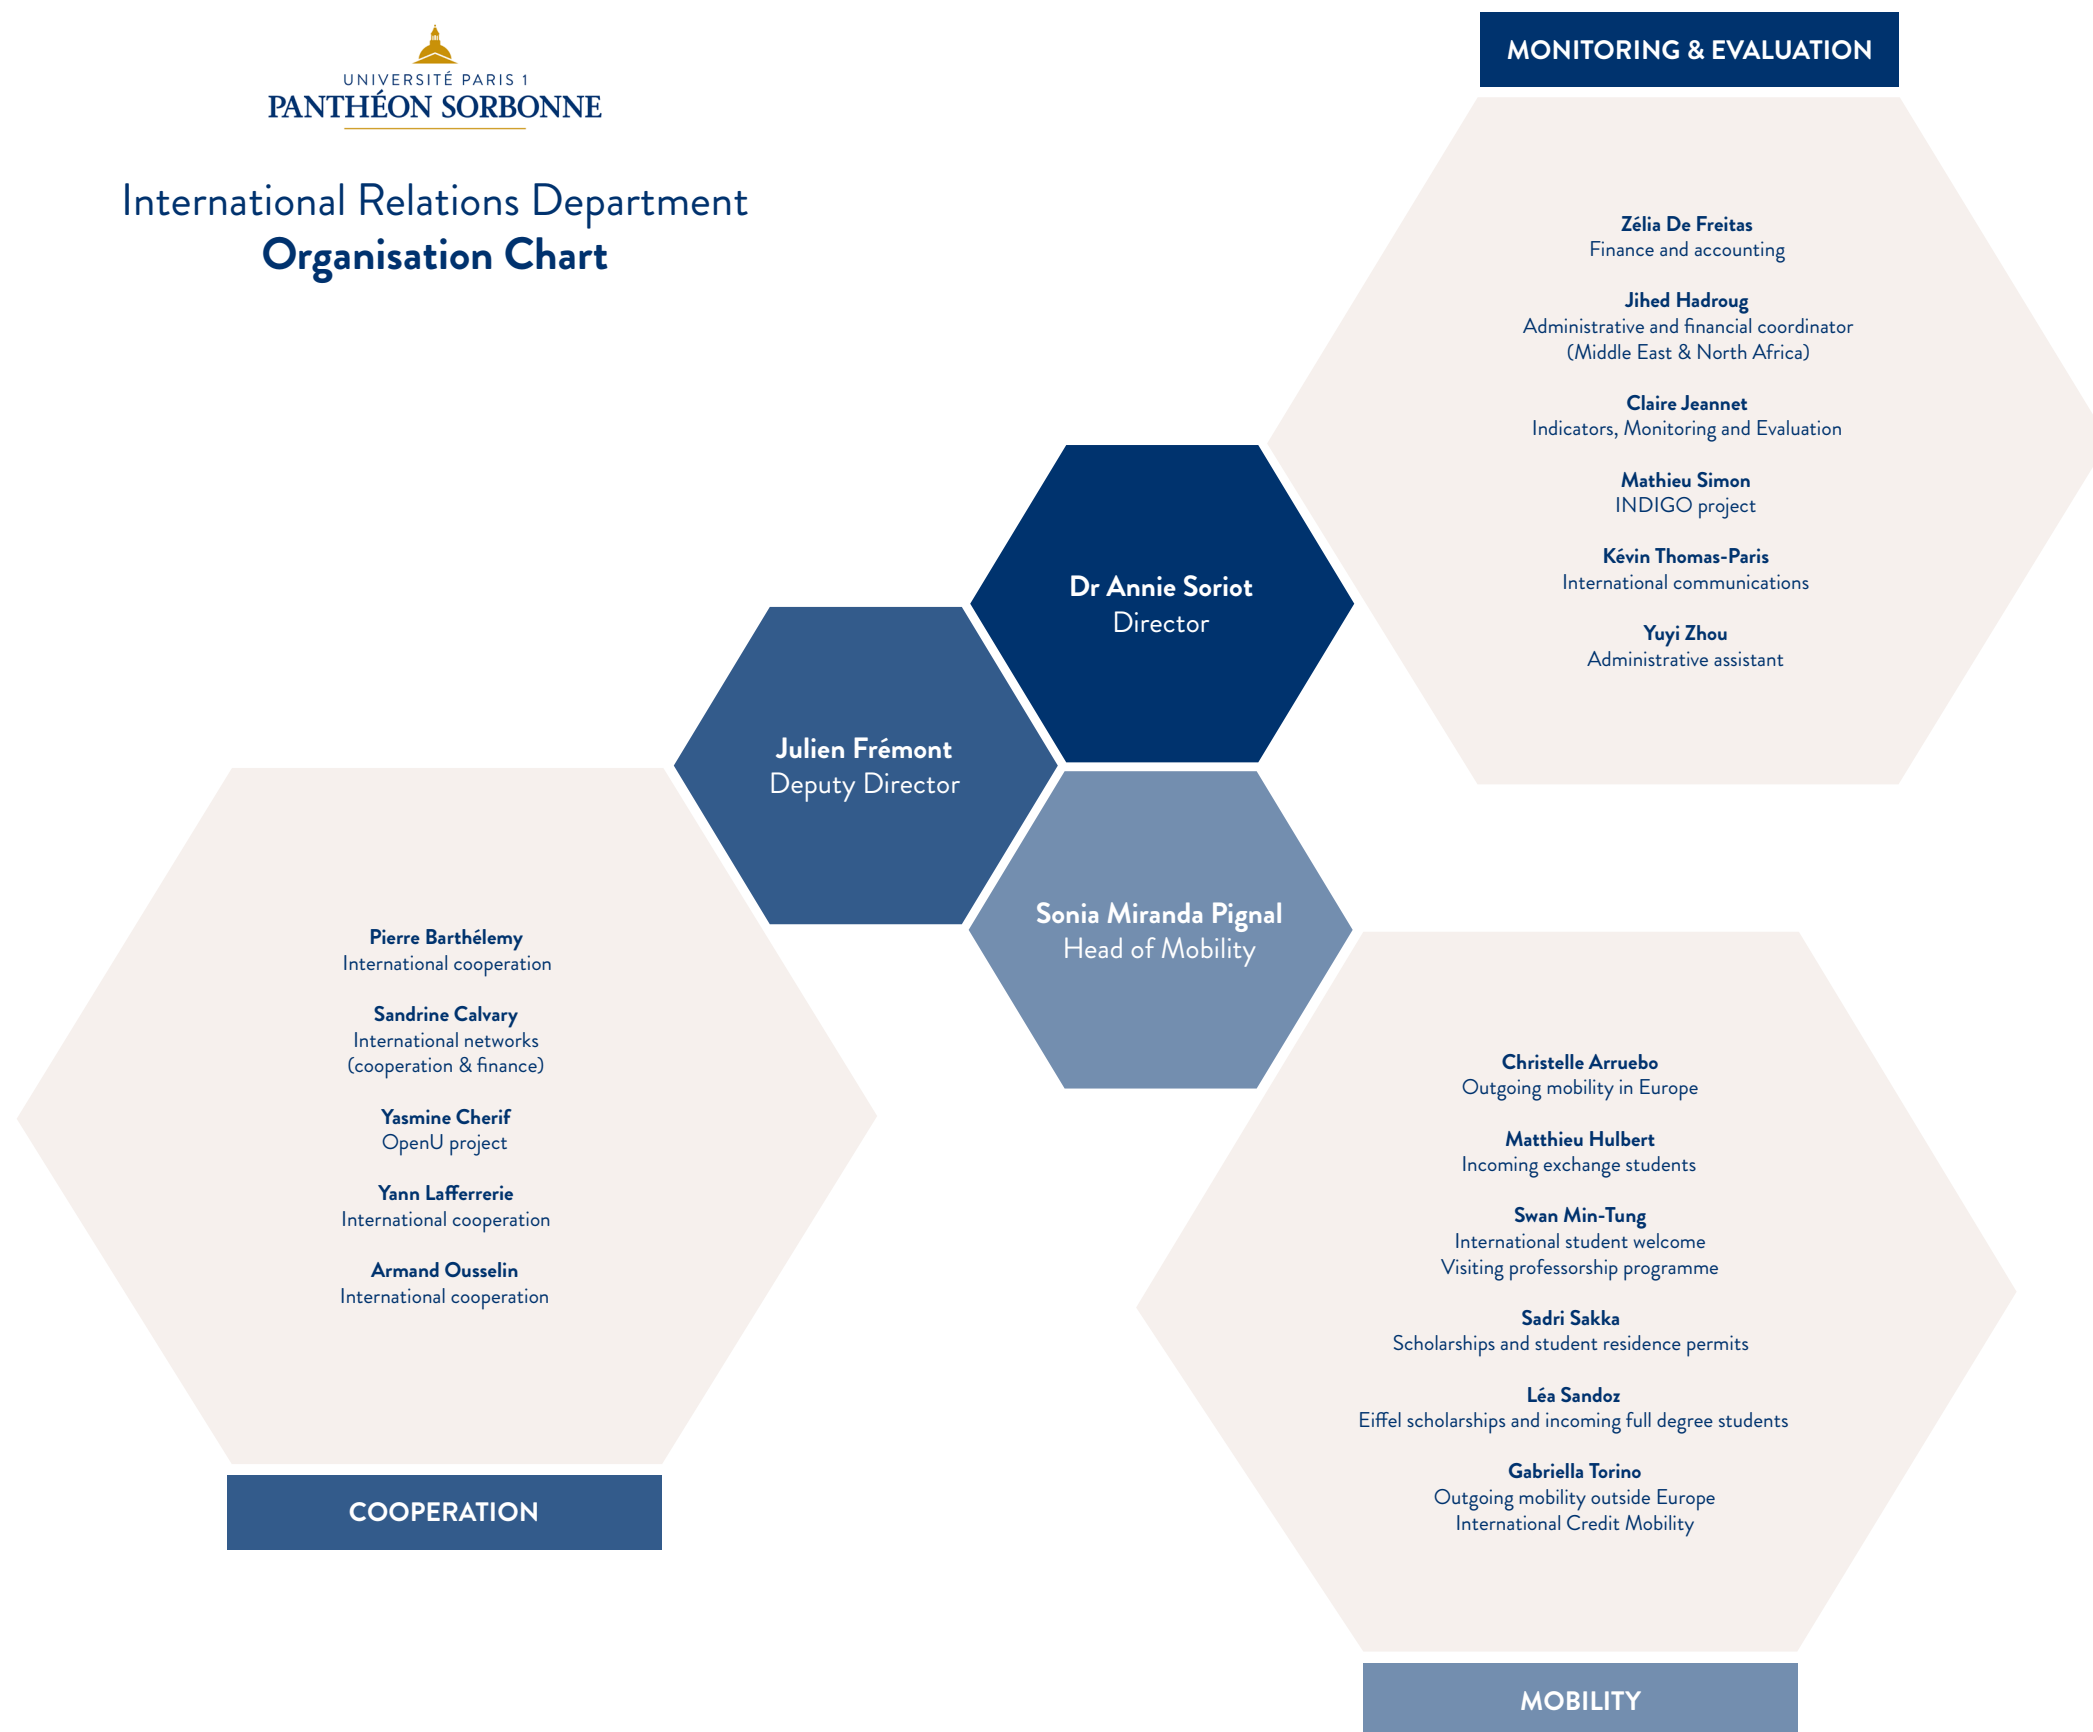 UNIVERSITÉ PARIS 1
PANTHÉON SORBONNE
International Relations Department
Organisation Chart
MONITORING & EVALUATION
Zélia De Freitas
Finance and accounting
Jihed Hadroug
Administrative and financial coordinator
(Middle East & North Africa)
Claire Jeannet
Indicators, Monitoring and Evaluation
Mathieu Simon
INDIGO project
Kévin Thomas-Paris
International communications
Yuyi Zhou
Administrative assistant
Dr Annie Soriot
Director
Julien Frémont
Deputy Director
Sonia Miranda Pignal
Head of Mobility
Pierre Barthélemy
International cooperation
Sandrine Calvary
International networks
(cooperation & finance)
Yasmine Cherif
OpenU project
Yann Lafferrerie
International cooperation
Armand Ousselin
International cooperation
COOPERATION
Christelle Arruebo
Outgoing mobility in Europe
Matthieu Hulbert
Incoming exchange students
Swan Min-Tung
International student welcome
Visiting professorship programme
Sadri Sakka
Scholarships and student residence permits
Léa Sandoz
Eiffel scholarships and incoming full degree students
Gabriella Torino
Outgoing mobility outside Europe
International Credit Mobility
MOBILITY